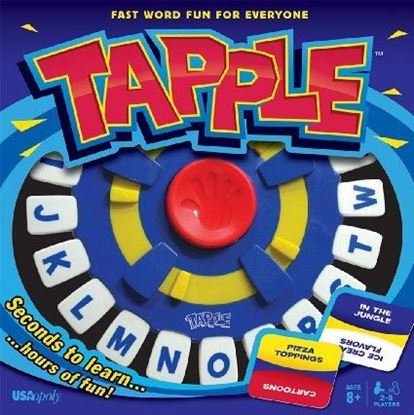 FAST WORD FUN FOR EVERYONE
TAPPLE™
J
K
L
M
N
O
R
S
T
W
TAPPLE
Seconds to learn...
...hours of fun!
IN THE
JUNGLE
ICE CREAM
FLAVORS
PIZZA
TOPPINGS
CARTOONS
USAopoly
AGES
8+
2-8
PLAYERS